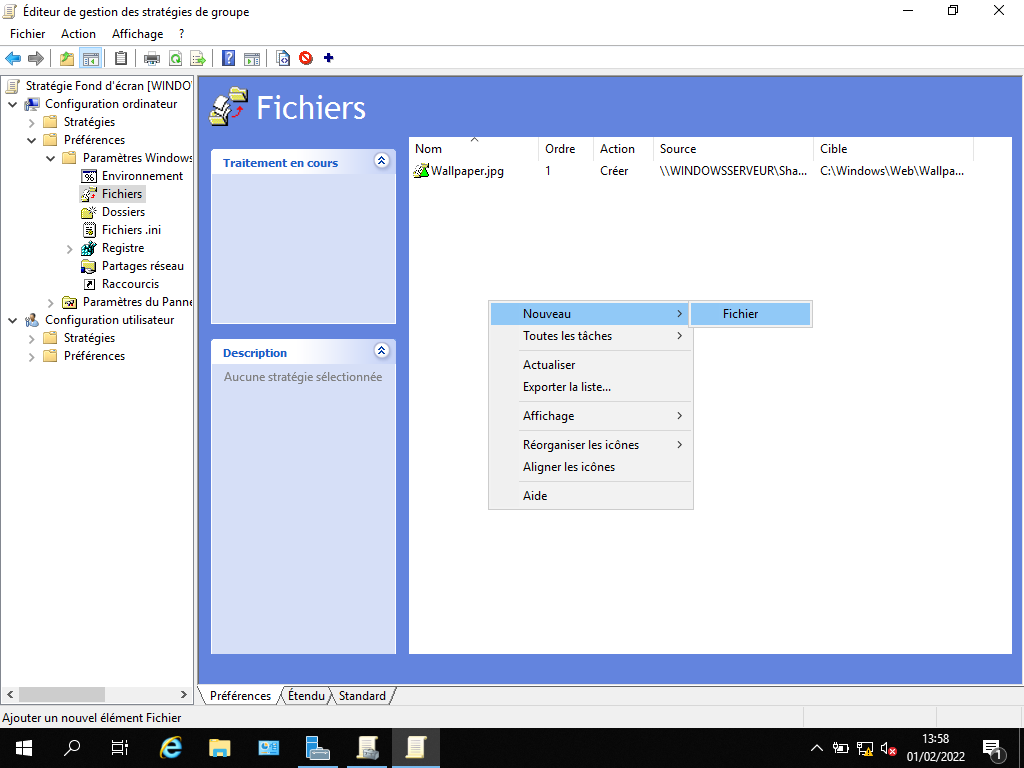 Éditeur de gestion des stratégies de groupe
Fichier Action Affichage ?
Stratégie Fond d'écran [WINDO
Configuration ordinateur
Stratégies
Préférences
Paramètres Windows
Environnement
Fichiers
Dossiers
Fichiers .ini
Registre
Partages réseau
Raccourcis
Paramètres du Panne
Configuration utilisateur
Stratégies
Préférences
Fichiers
Traitement en cours
Description
Aucune stratégie sélectionnée
Nom Ordre Action Source Cible
Wallpaper.jpg 1 Créer \\WINDOWSSERVEUR\Sha... C:\Windows\Web\Wallpa...
Nouveau
Fichier
Toutes les tâches
Actualiser
Exporter la liste...
Affichage
Réorganiser les icônes
Aligner les icônes
Aide
Préférences Étendu Standard
Ajouter un nouvel élément Fichier
13:58
01/02/2022
1